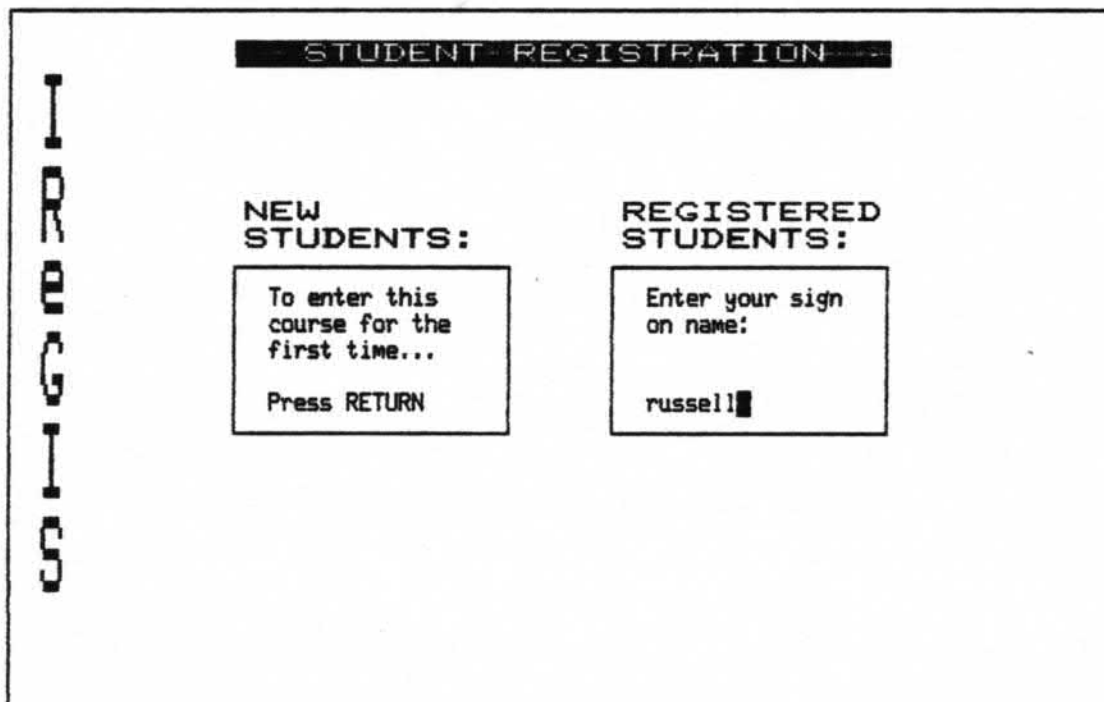 STUDENT REGISTRATION
IReGIS
NEW
STUDENTS:
To enter this
course for the
first time...
Press RETURN
REGISTERED
STUDENTS:
Enter your sign
on name:
russell